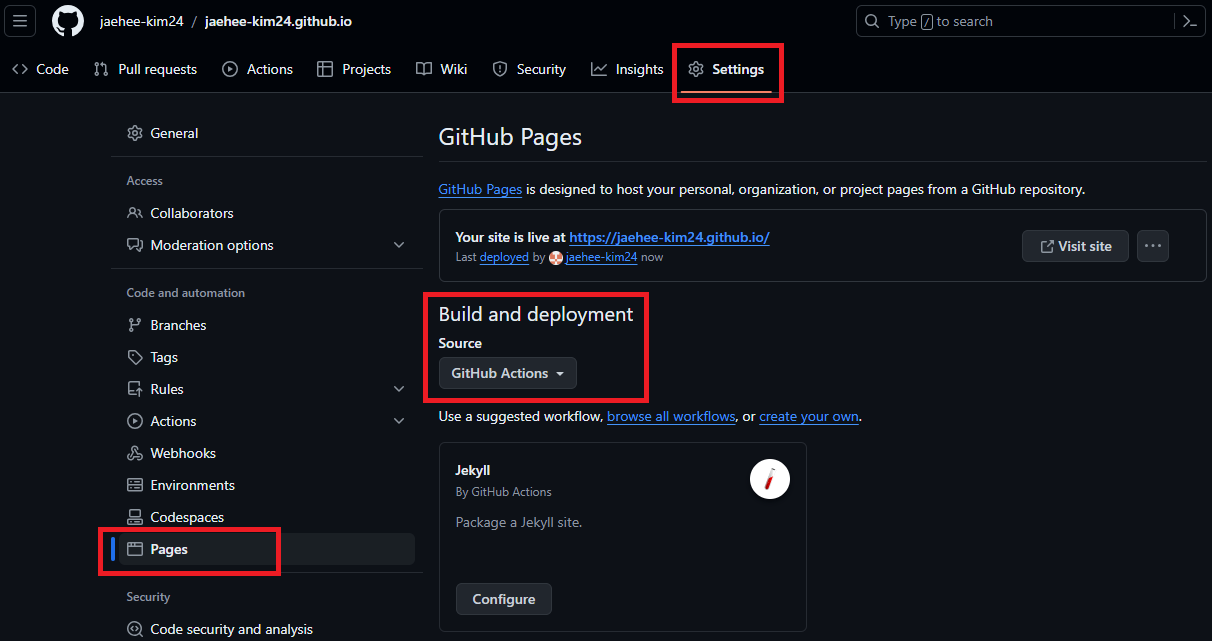 jaehee-kim24 / jaehee-kim24.github.io
Type / to search
Code Pull requests Actions Projects Wiki Security Insights Settings
General
Access
Collaborators
Moderation options
Code and automation
Branches
Tags
Rules
Actions
Webhooks
Environments
Codespaces
Pages
Security
Code security and analysis
GitHub Pages
GitHub Pages is designed to host your personal, organization, or project pages from a GitHub repository.
Your site is live at https://jaehee-kim24.github.io/
Last deployed by jaehee-kim24 now
Visit site
Build and deployment
Source
GitHub Actions
Use a suggested workflow, browse all workflows, or create your own.
Jekyll
By GitHub Actions
Package a Jekyll site.
Configure